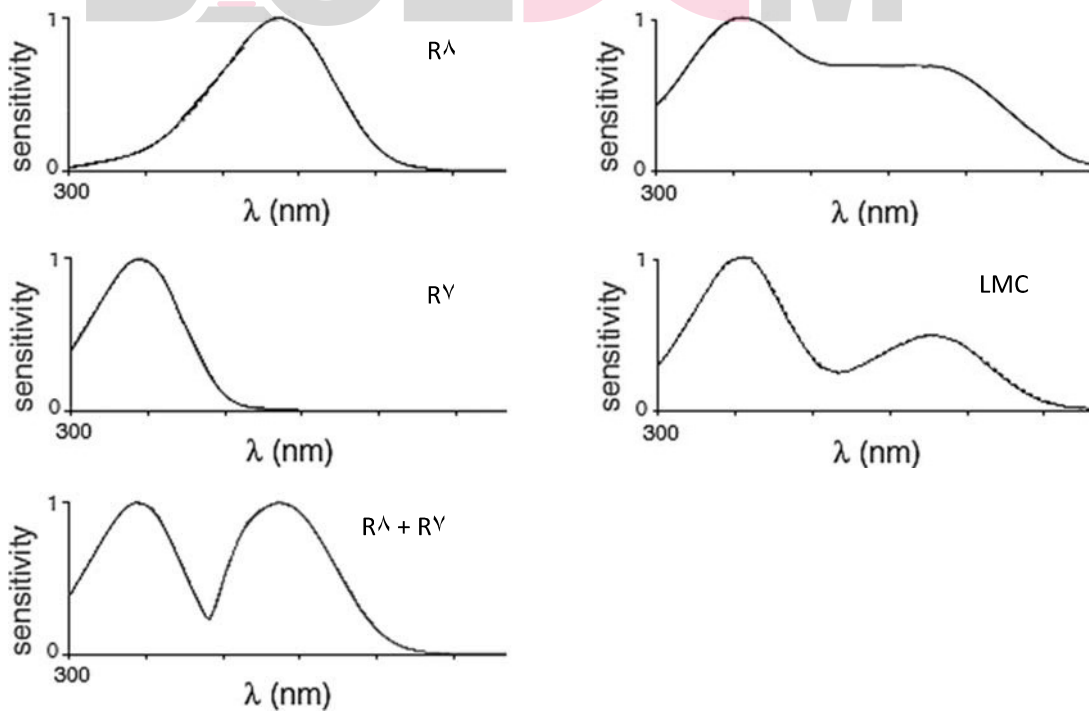 1
sensitivity
0
300
λ (nm)
R۸
1
sensitivity
0
300
λ (nm)
1
sensitivity
0
300
λ (nm)
R۷
1
sensitivity
0
300
λ (nm)
LMC
1
sensitivity
0
300
λ (nm)
R۸ + R۷